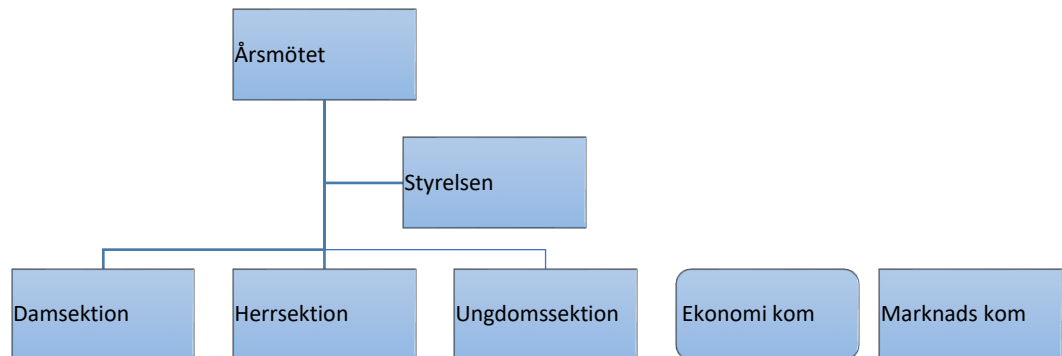 Årsmötet
Styrelsen
Damsektion
Herrsektion
Ungdomssektion
Ekonomi kom
Marknads kom